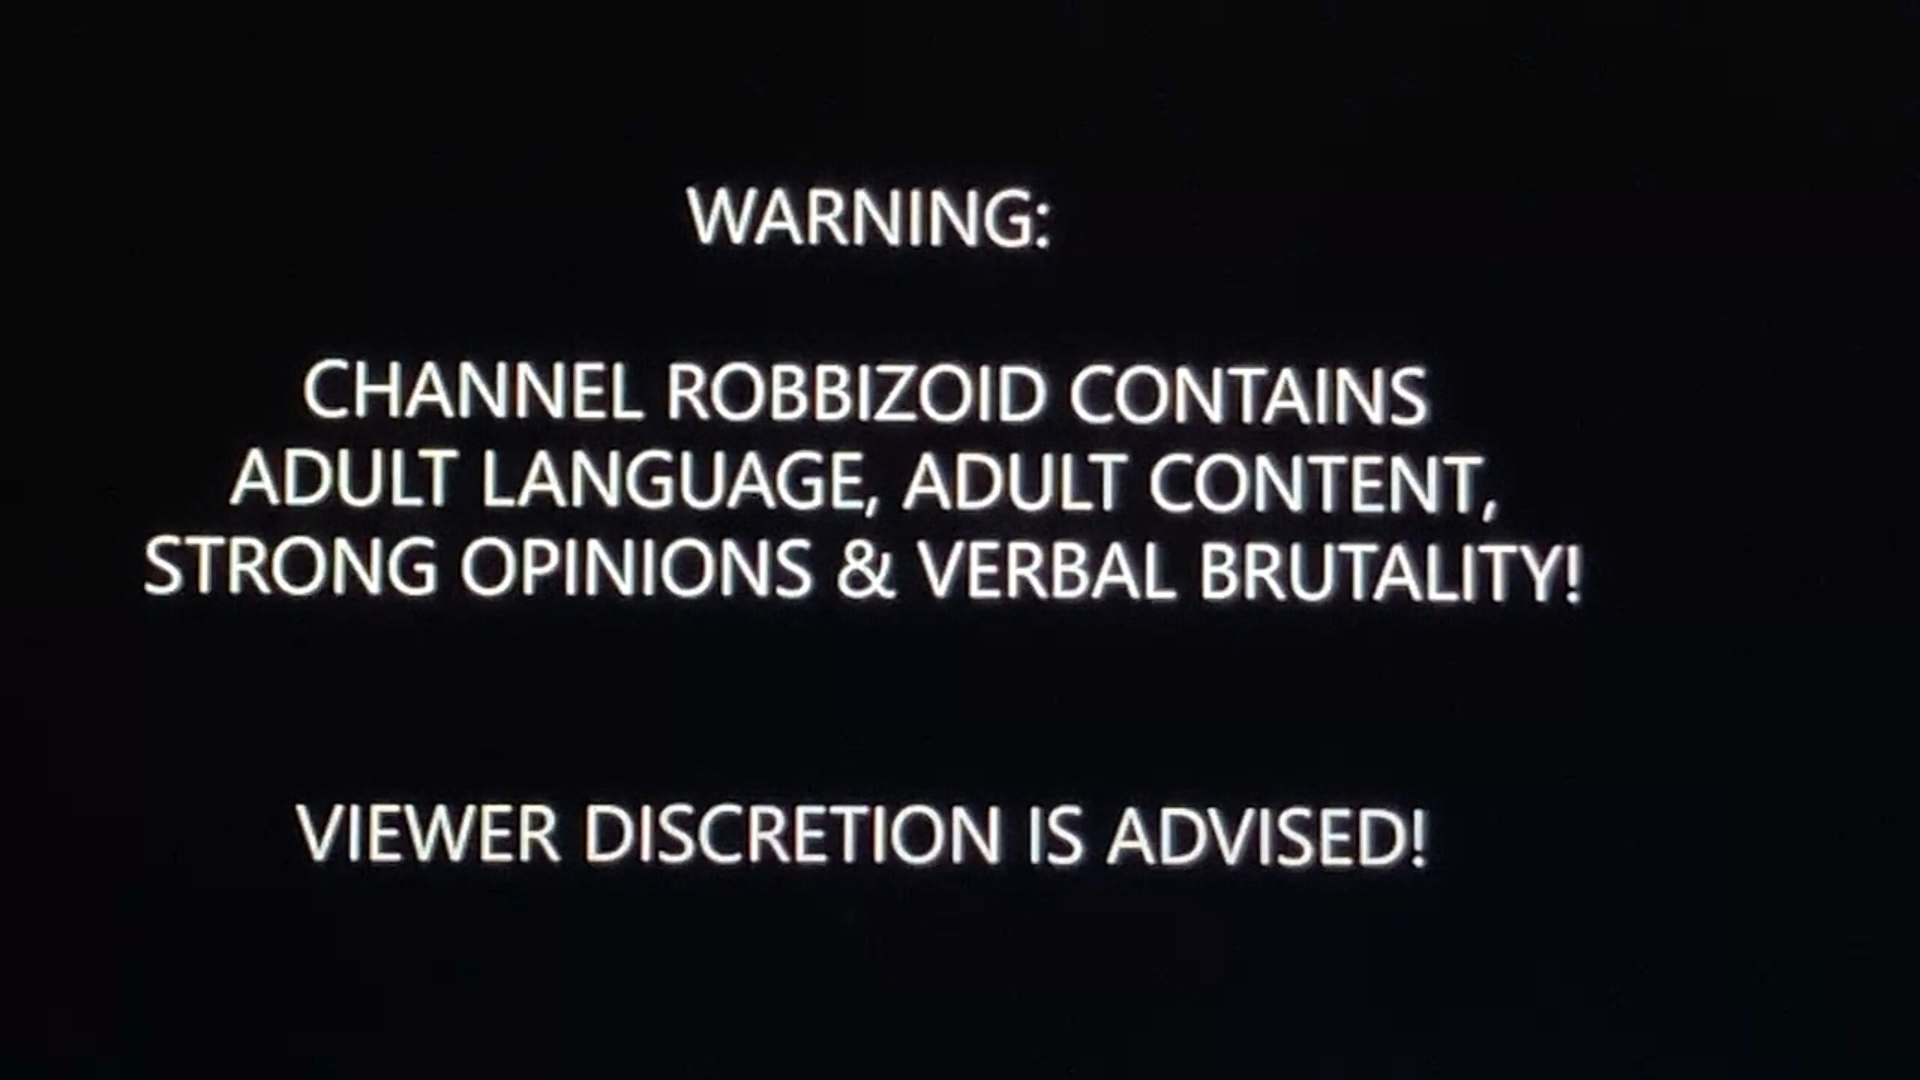 WARNING:
CHANNEL ROBBIZOID CONTAINS
ADULT LANGUAGE, ADULT CONTENT,
STRONG OPINIONS & VERBAL BRUTALITY!
VIEWER DISCRETION IS ADVISED!